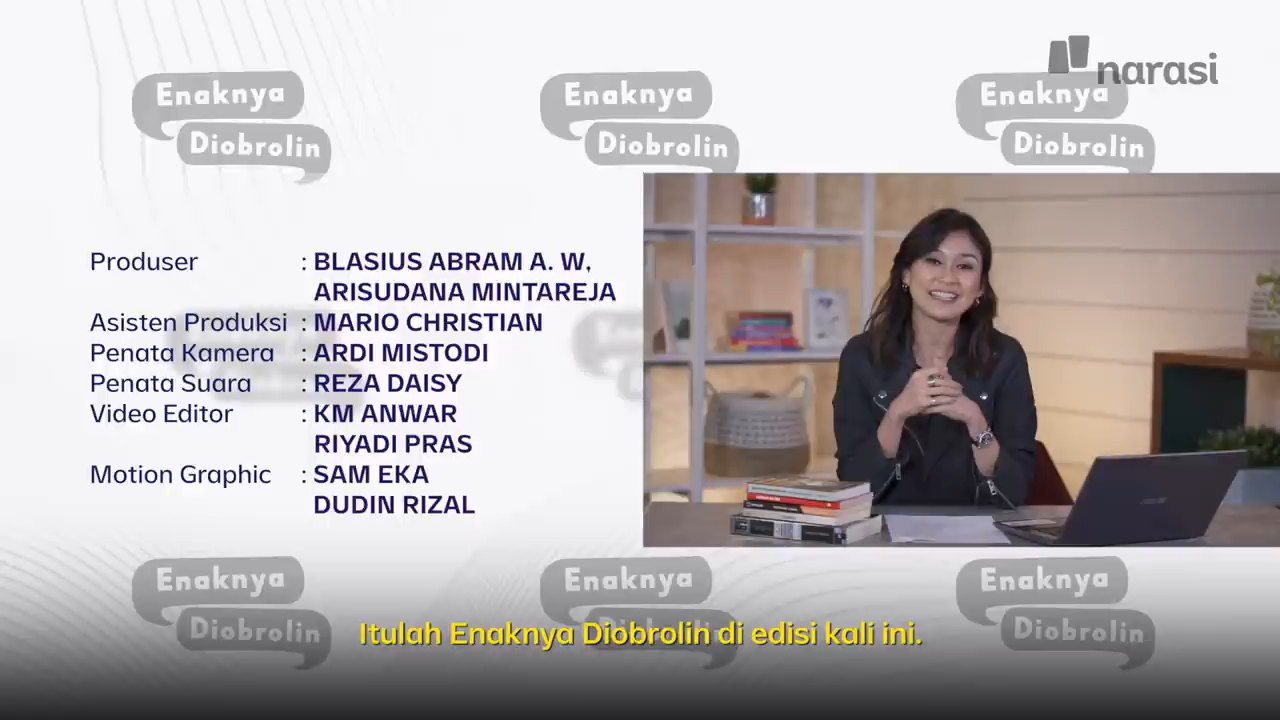 narasi
Enaknya
Diobrolin
Enaknya
Diobrolin
Enaknya
Diobrolin
Produser : BLASIUS ABRAM A. W,
ARISUDANA MINTAREJA
Asisten Produksi : MARIO CHRISTIAN
Penata Kamera : ARDI MISTODI
Penata Suara : REZA DAISY
Video Editor : KM ANWAR
RIYADI PRAS
Motion Graphic : SAM EKA
DUDIN RIZAL
Enaknya
Diobrolin
Enaknya
Diobrolin
Enaknya
Diobrolin
Itulah Enaknya Diobrolin di edisi kali ini.